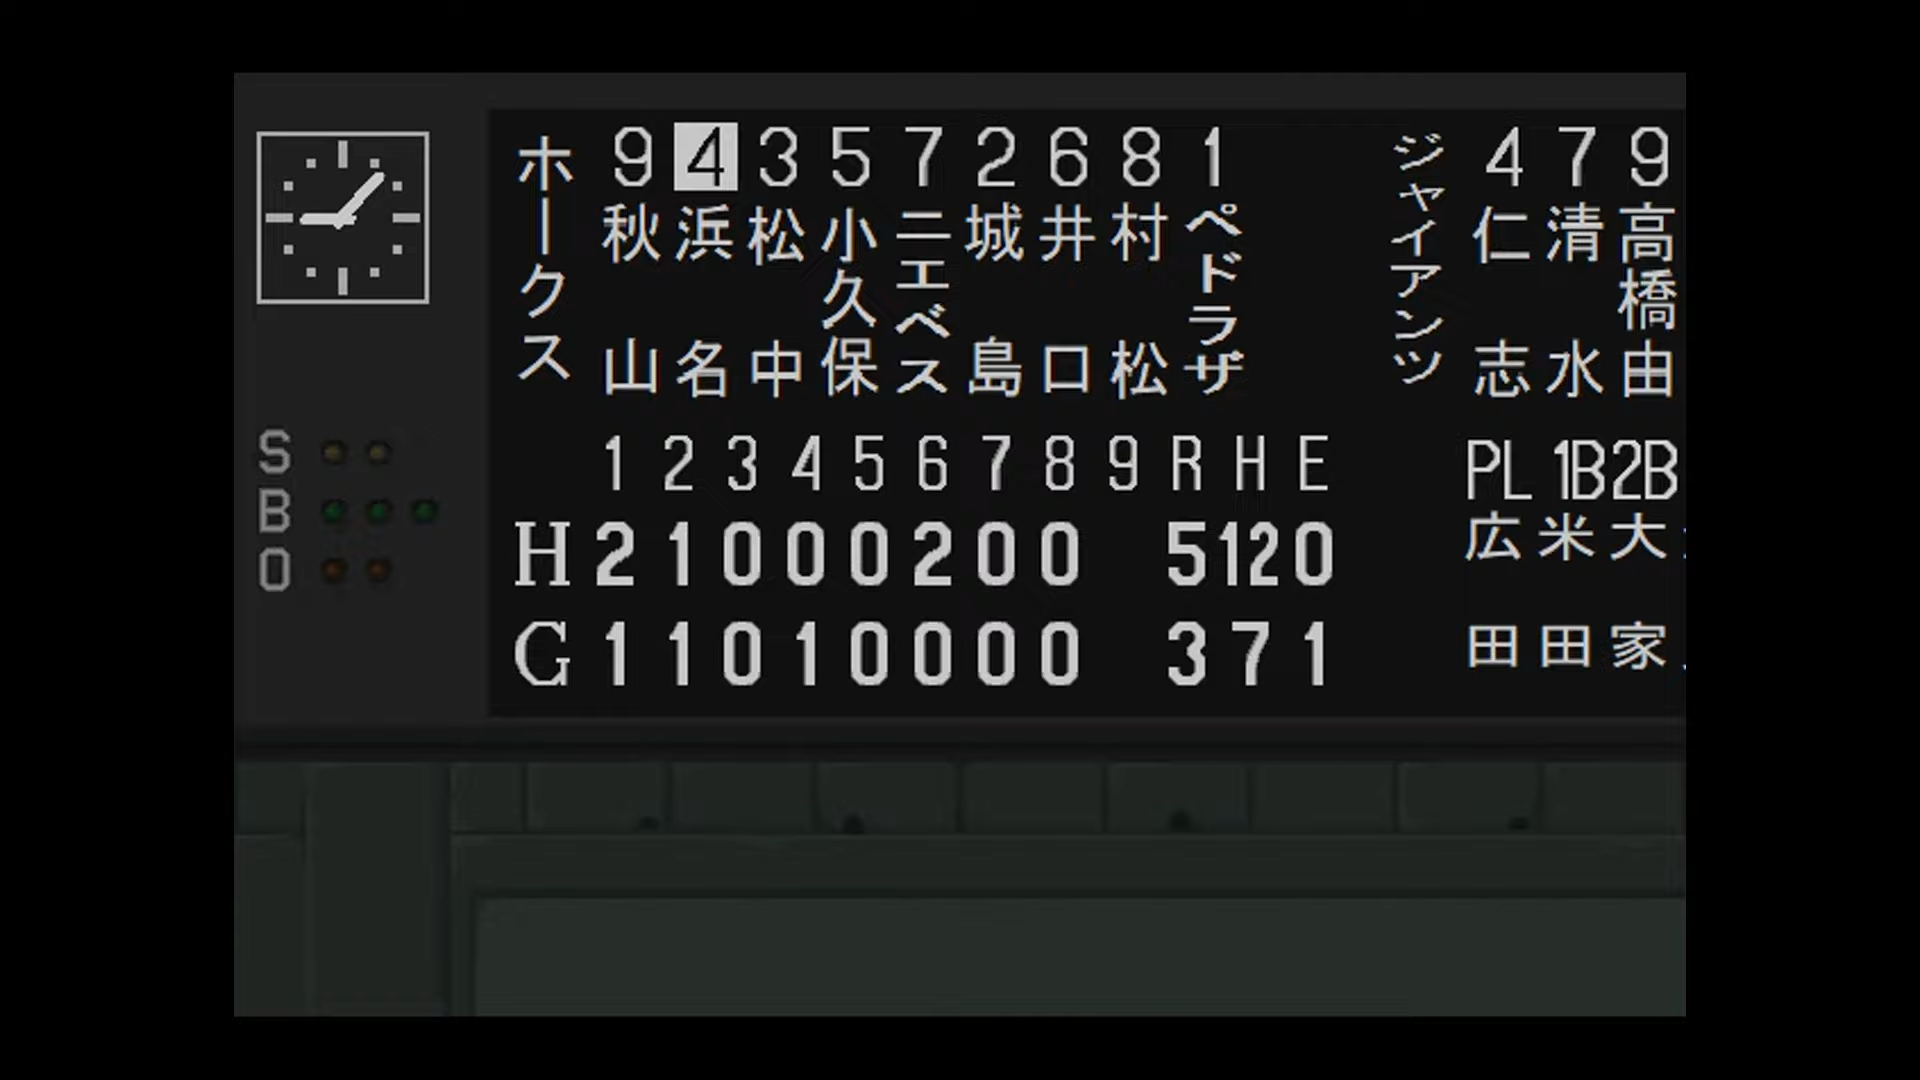 ホークス
9 4 3 5 7 2 6 8 1
秋山
浜名
松中
小久保
ニエベス
城島
井口
村松
ペドラザ
ジャイアンツ
4 7 9
仁志
清水
高橋由
1 2 3 4 5 6 7 8 9 R H E
H 2 1 0 0 0 2 0 0 5 12 0
G 1 1 0 1 0 0 0 0 3 7 1
PL 1B 2B
広田
米田
大家
S
B
O